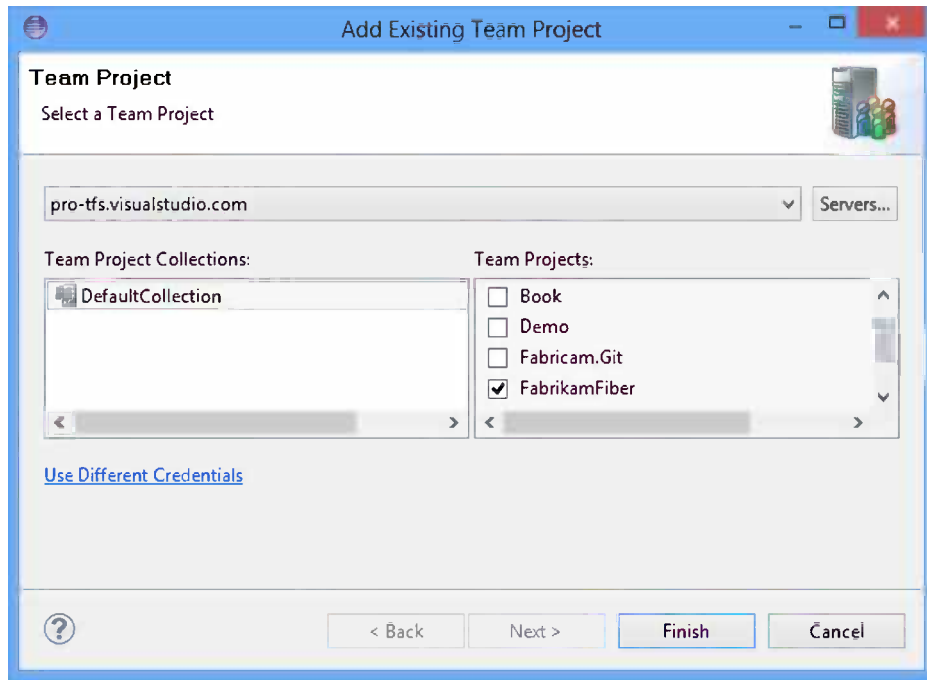 Add Existing Team Project
Team Project
Select a Team Project
pro-tfs.visualstudio.com
Servers...
Team Project Collections:
Team Projects:
DefaultCollection
Book
Demo
Fabricam.Git
FabrikamFiber
Use Different Credentials
?
< Back
Next >
Finish
Cancel